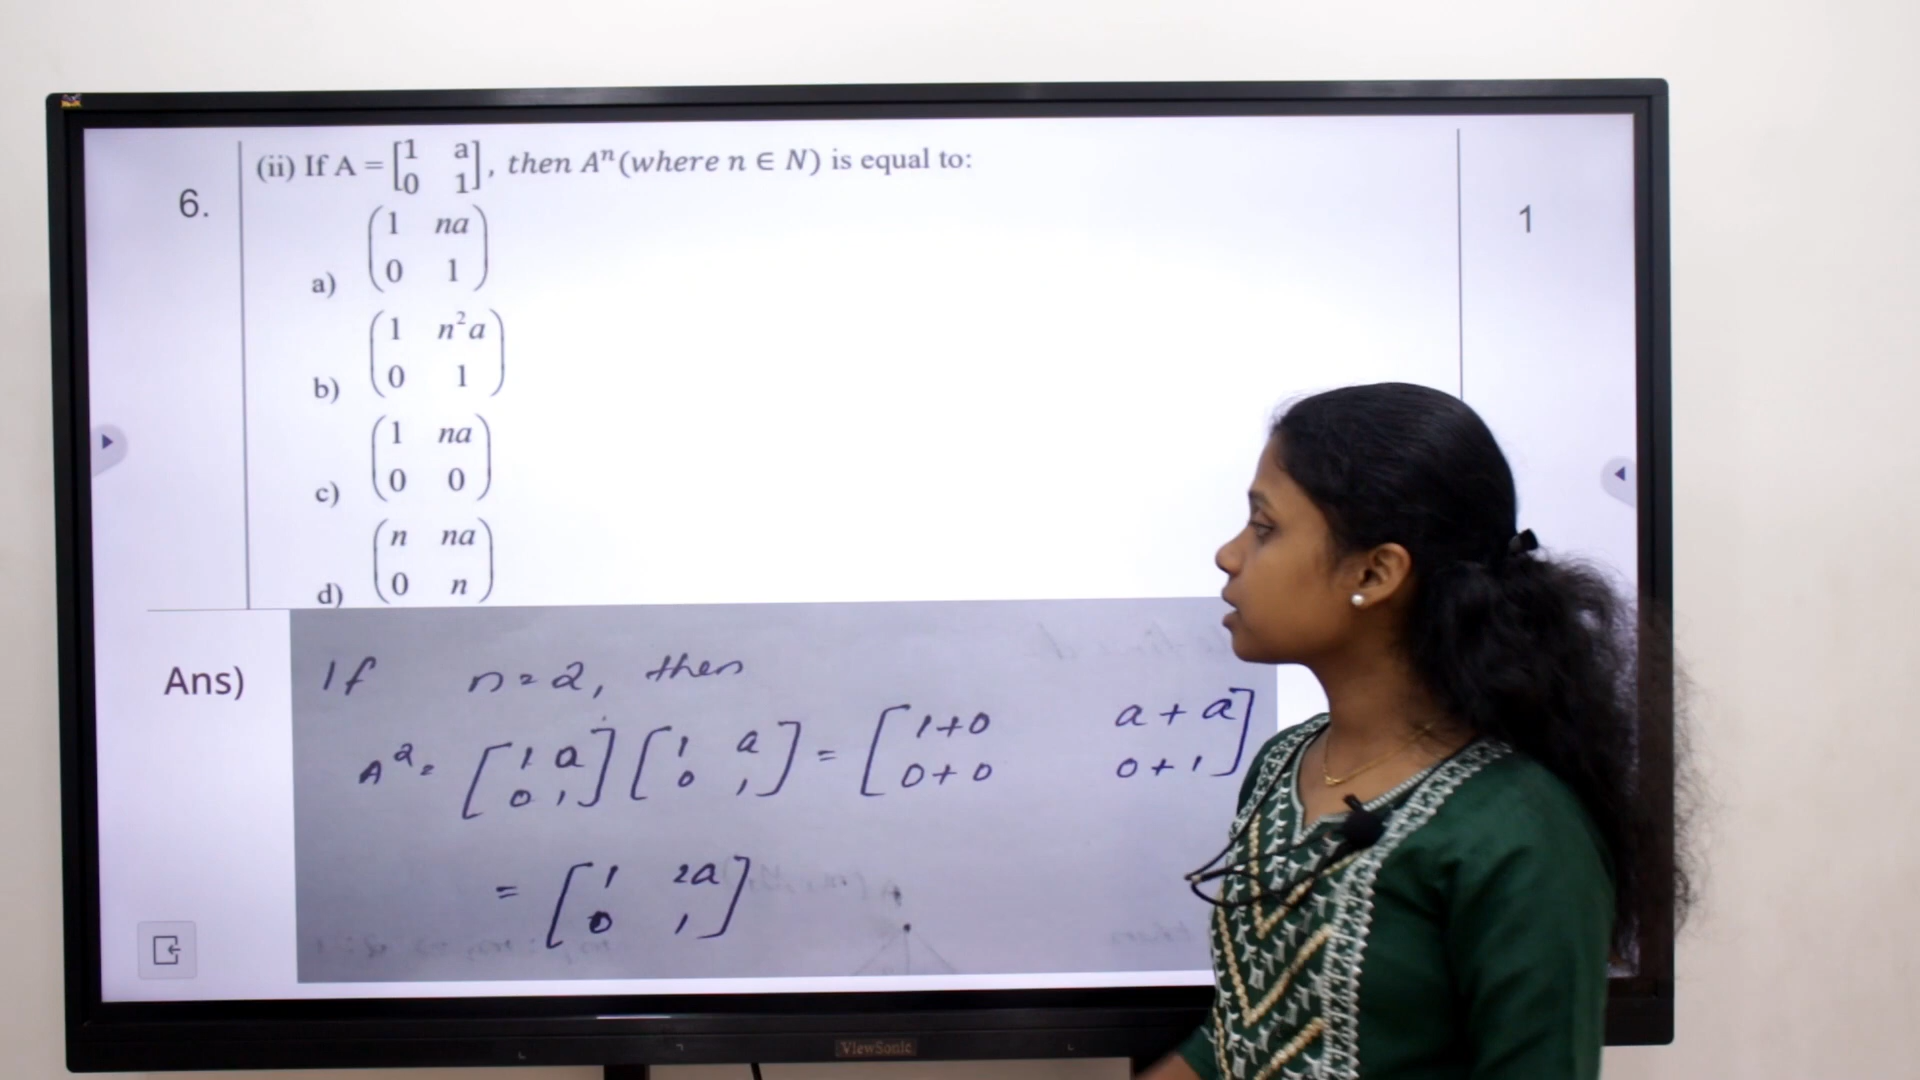 (ii) If A = [1 a
0 1], then Aⁿ (where n ∈ N) is equal to:
6.
1
(1 na
0 1)
a)
(1 n²a
0 1)
b)
(1 na
0 0)
c)
(n na
0 n)
d)
Ans)
If n=2, then
A² = [1 a] [1 a] = [1+0 a+a]
[0 1] [0 1] [0+0 0+1]
= [1 2a]
[0 1]
ViewSonic